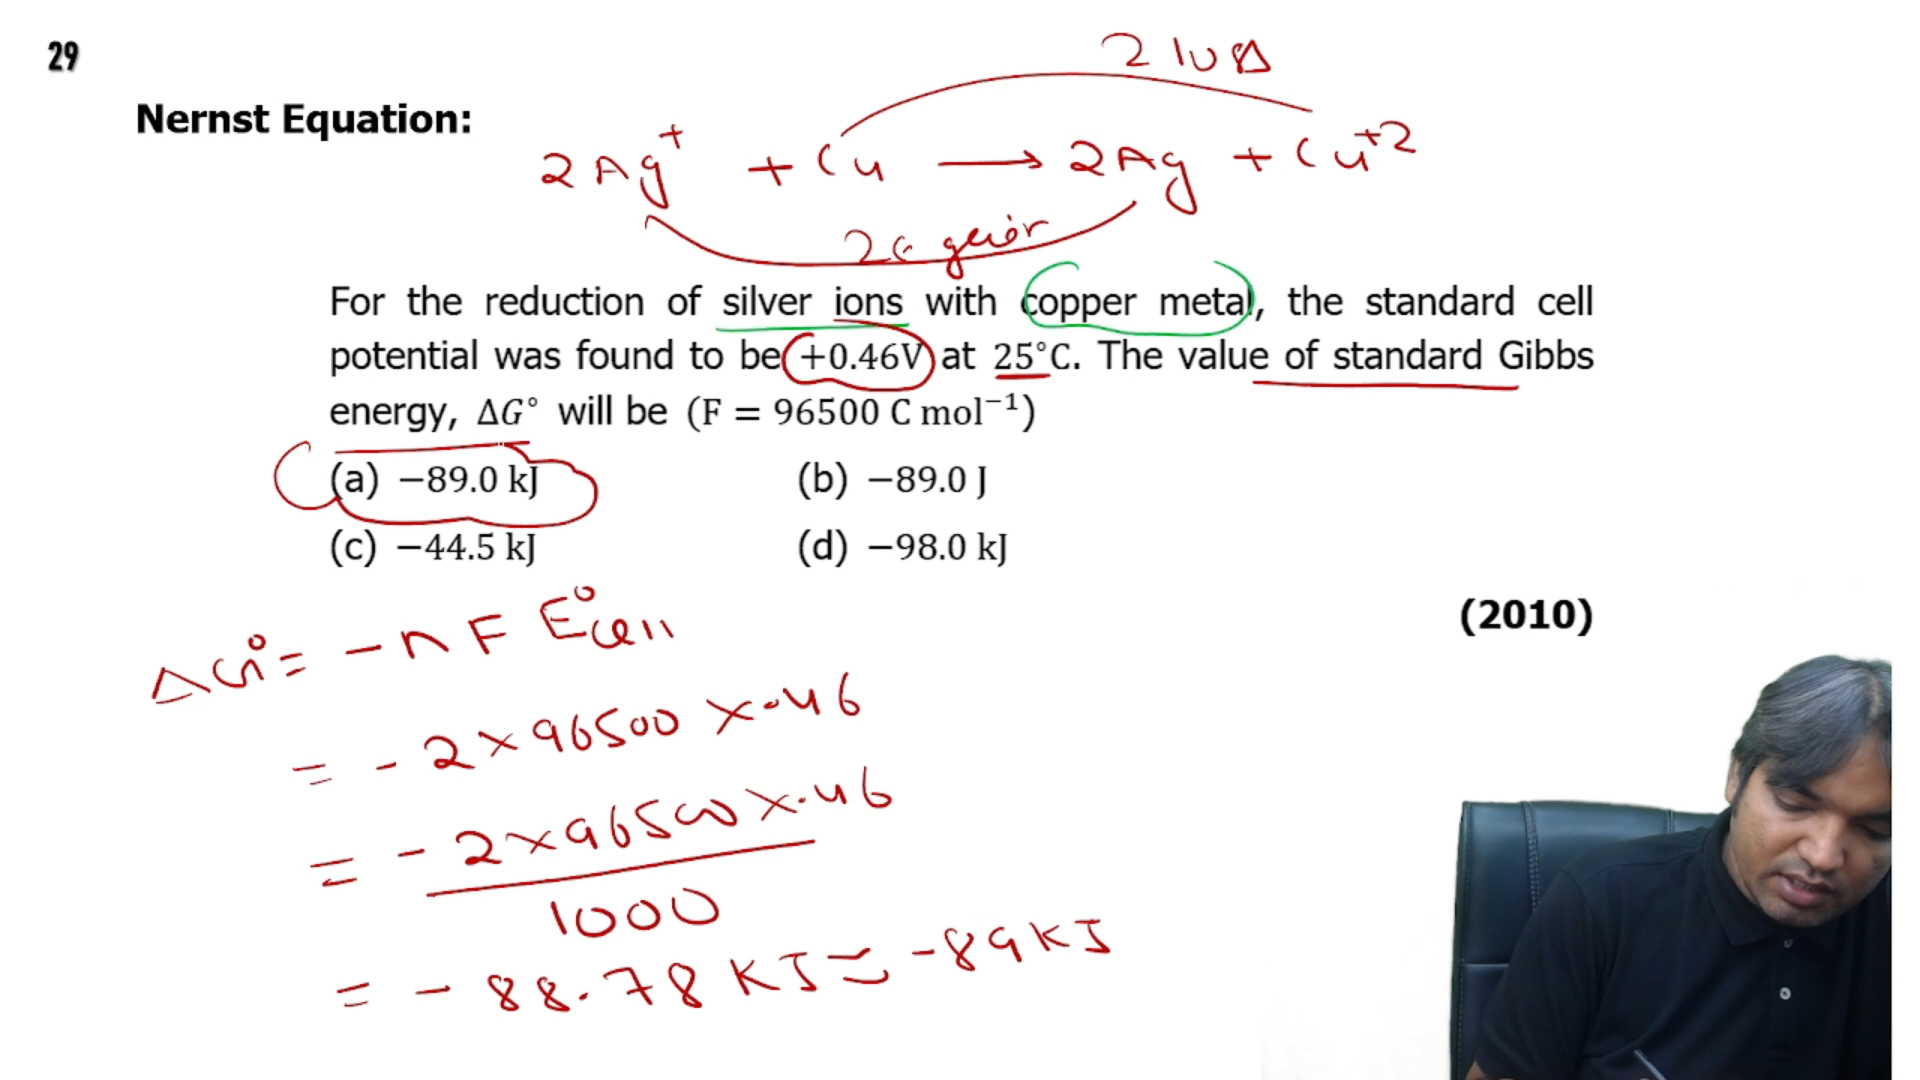 29
2 loss
Nernst Equation:
2Ag⁺ + Cu → 2Ag + Cu⁺²
2e gain
For the reduction of silver ions with copper metal, the standard cell
potential was found to be +0.46V at 25°C. The value of standard Gibbs
energy, ΔG° will be (F = 96500 C mol⁻¹)
(a) −89.0 kJ (b) −89.0 J
(c) −44.5 kJ (d) −98.0 kJ
(2010)
ΔG° = −nFE°cell
= −2×96500×.46
= −2×96500×.46
1000
= −88.78 KJ ≃ −89KJ